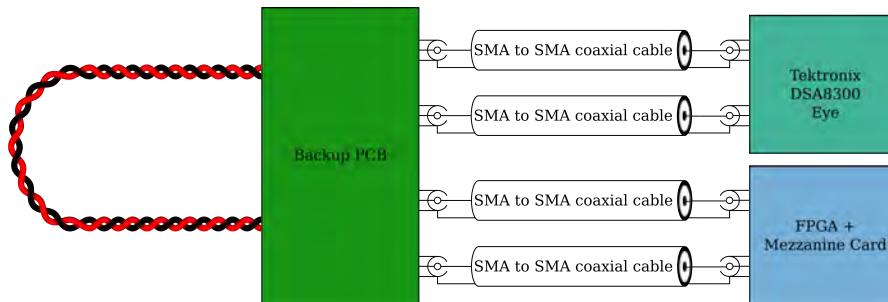 SMA to SMA coaxial cable
Tektronix
DSA8300
Eye
SMA to SMA coaxial cable
Backup PCB
SMA to SMA coaxial cable
FPGA +
Mezzanine Card
SMA to SMA coaxial cable